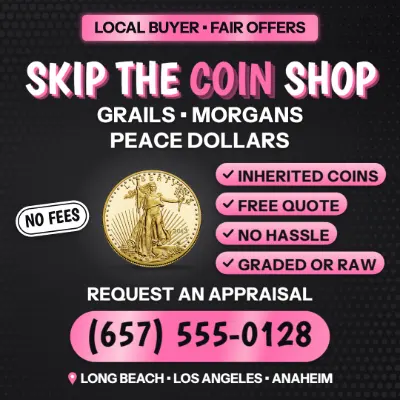 LOCAL BUYER • FAIR OFFERS
SKIP THE COIN SHOP
GRAILS • MORGANS
PEACE DOLLARS
INHERITED COINS
NO FEES
FREE QUOTE
NO HASSLE
GRADED OR RAW
REQUEST AN APPRAISAL
(657) 555-0128
LONG BEACH • LOS ANGELES • ANAHEIM